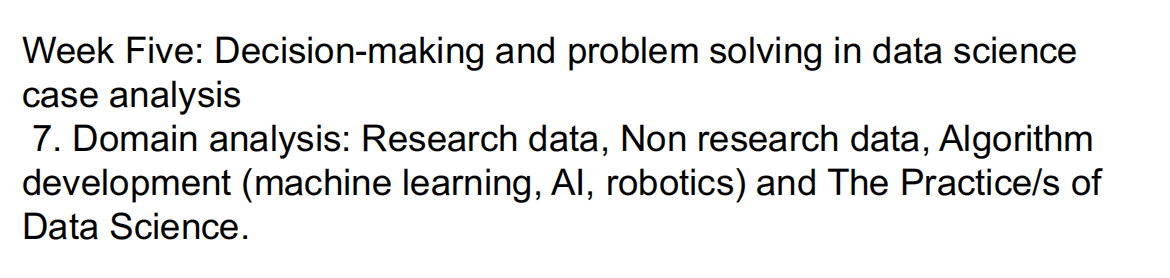 Week Five: Decision-making and problem solving in data science
case analysis
7. Domain analysis: Research data, Non research data, Algorithm
development (machine learning, AI, robotics) and The Practice/s of
Data Science.